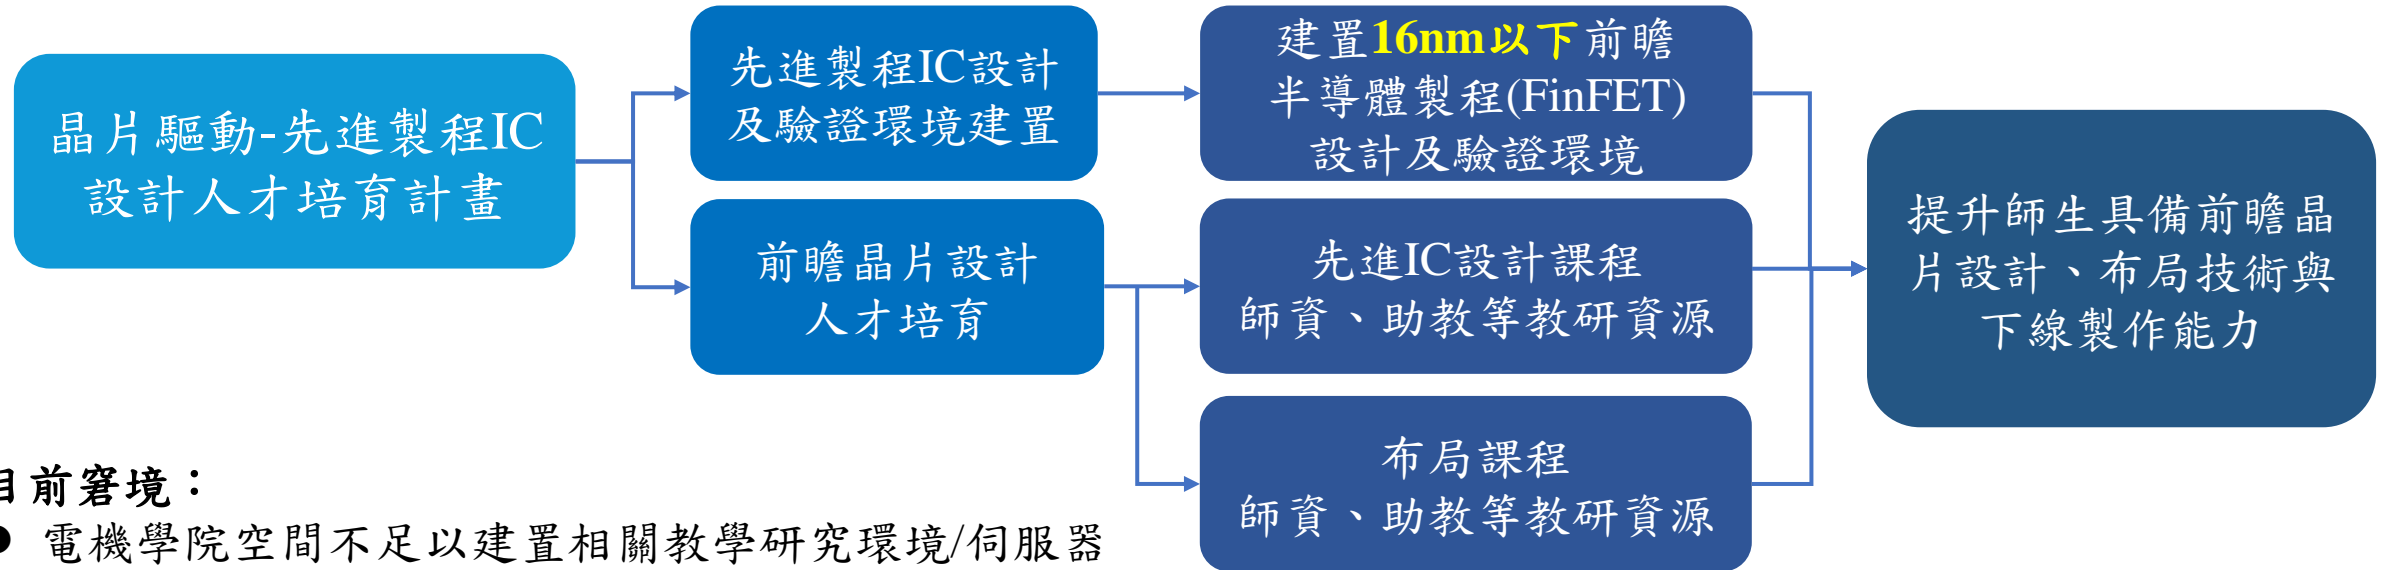 晶片驅動-先進製程IC
設計人才培育計畫
先進製程IC設計
及驗證環境建置
前瞻晶片設計
人才培育
建置16nm以下前瞻
半導體製程(FinFET)
設計及驗證環境
先進IC設計課程
師資、助教等教研資源
布局課程
師資、助教等教研資源
提升師生具備前瞻晶
片設計、布局技術與
下線製作能力
目前窘境：
● 電機學院空間不足以建置相關教學研究環境/伺服器